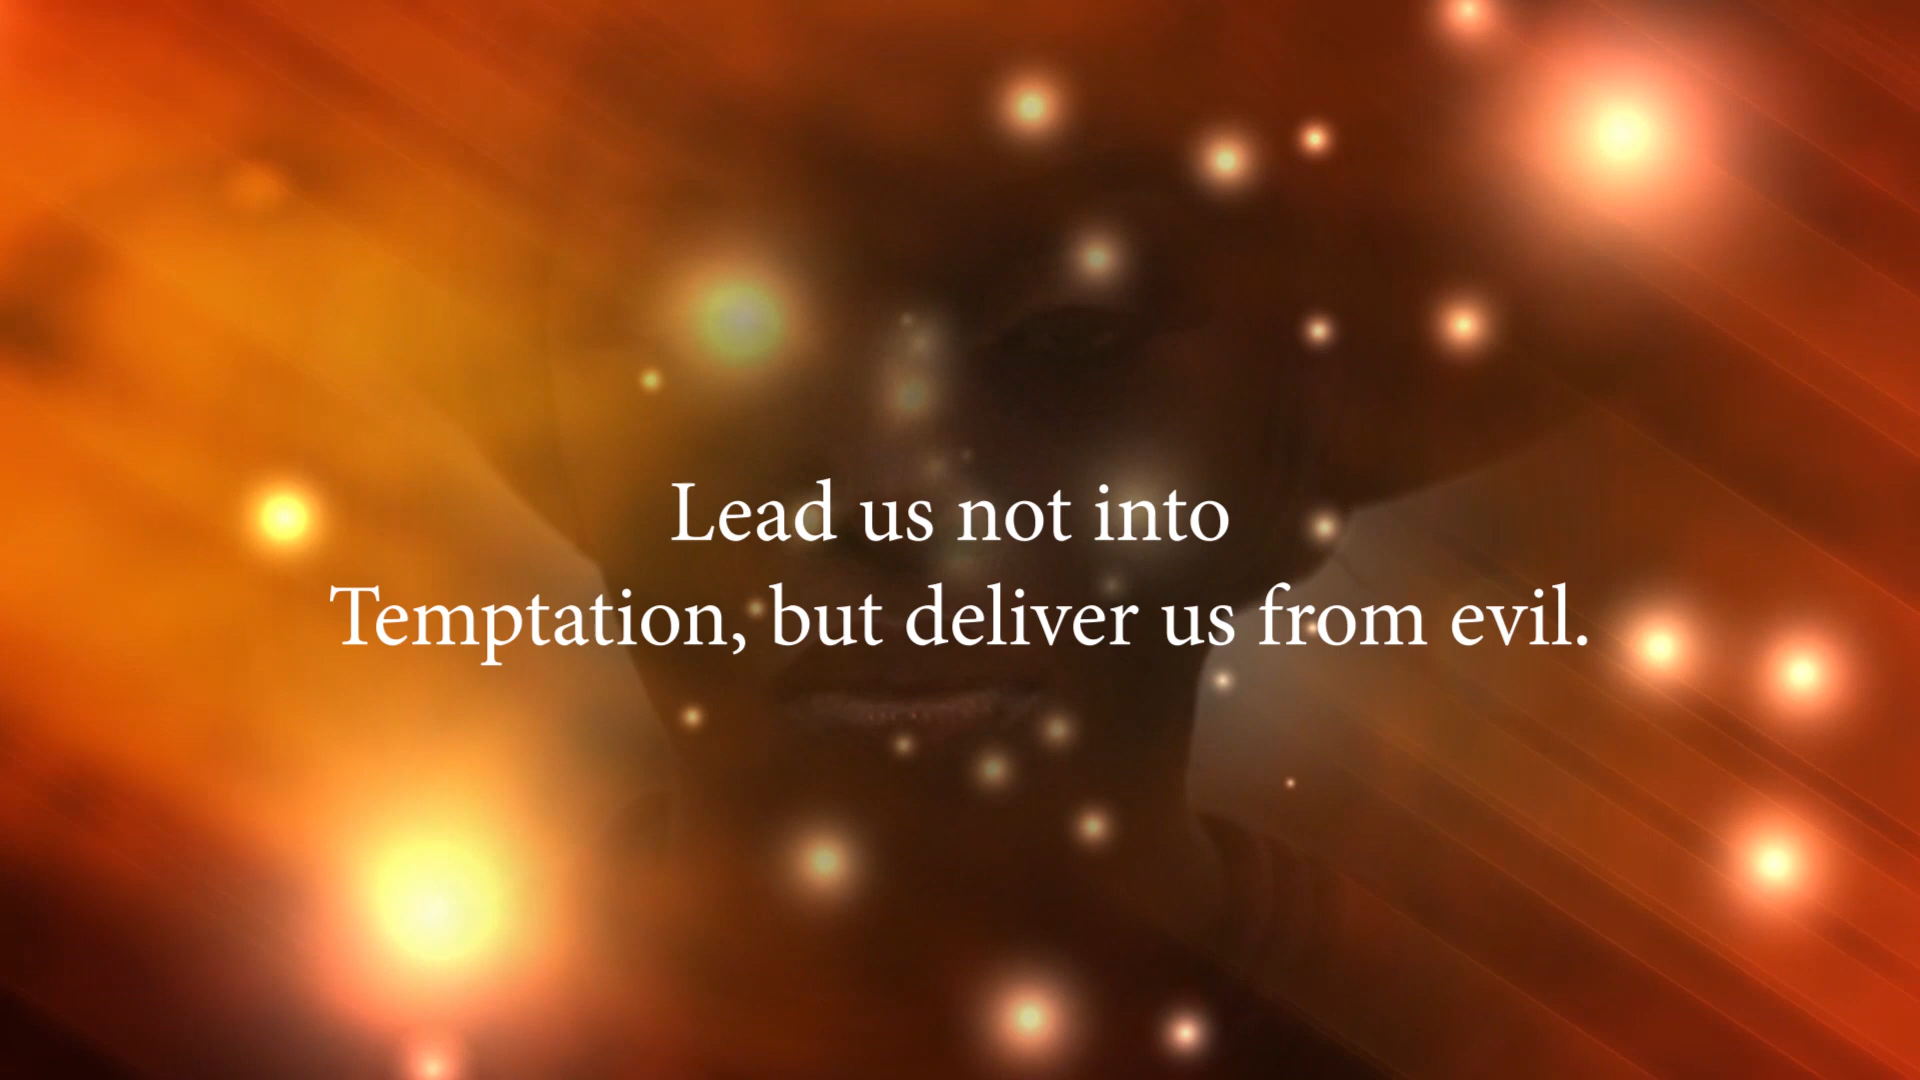 Lead us not into
Temptation, but deliver us from evil.